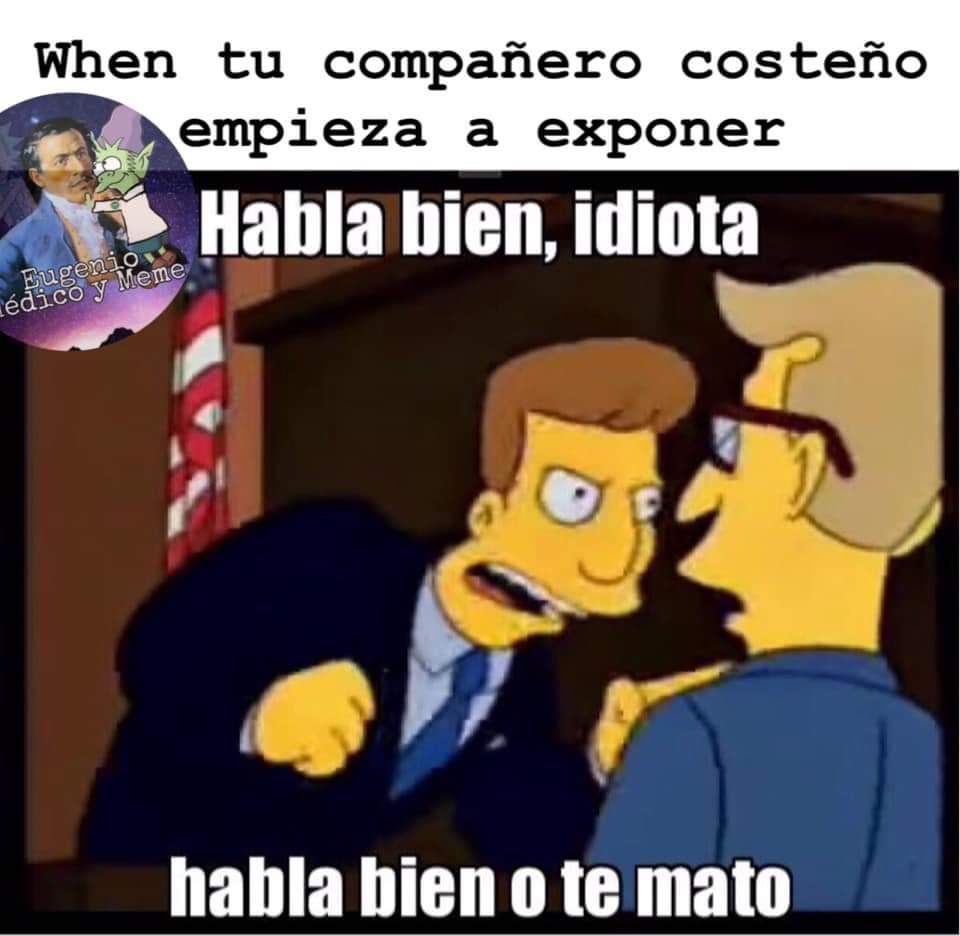 When tu compañero costeño
empieza a exponer
Habla bien, idiota
Eugenio
édico y Meme
habla bien o te mato